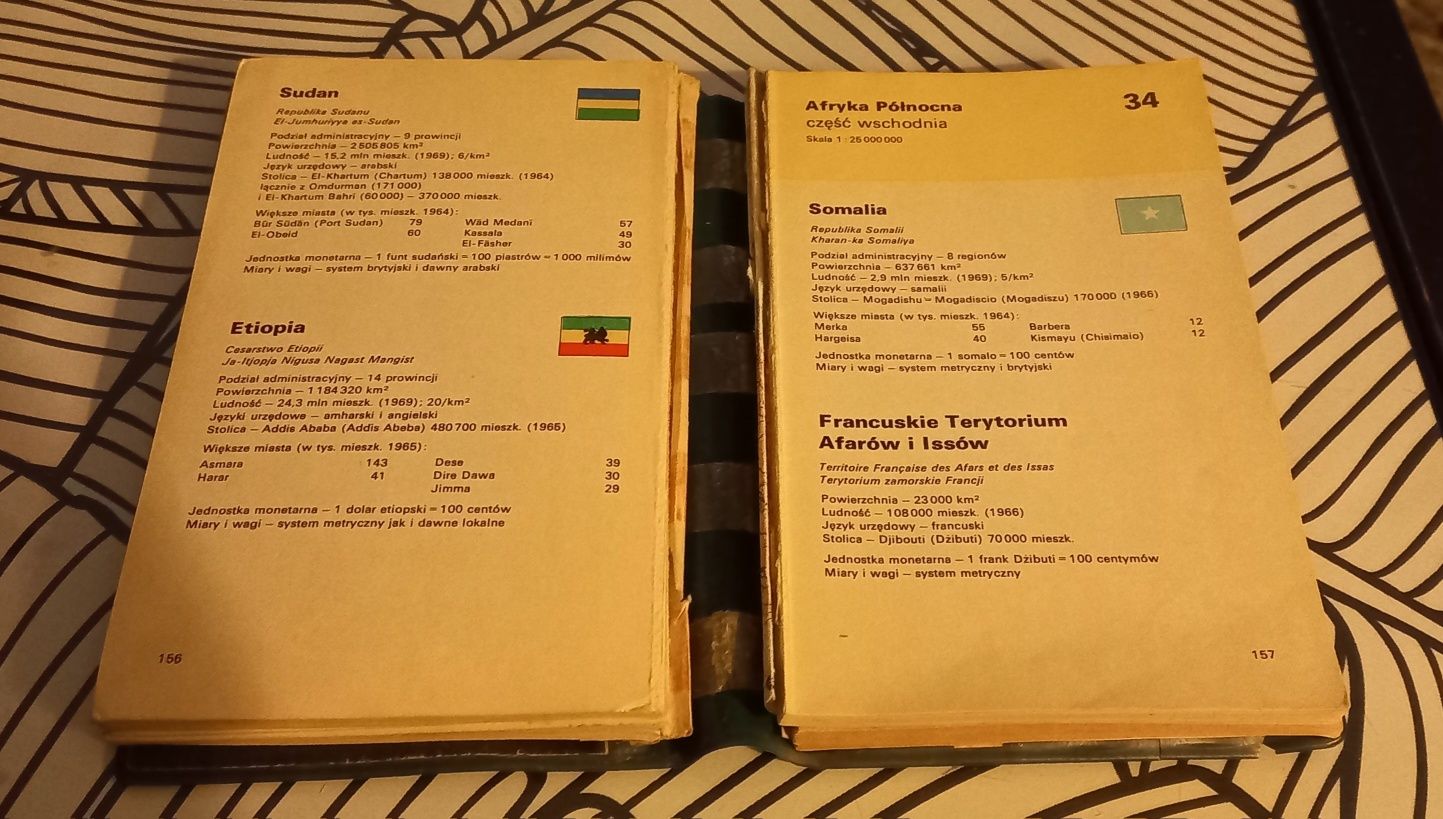 Sudan
Republika Sudanu
El-Jumhuriyya es-Sudan
Podział administracyjny – 9 prowincji
Powierzchnia – 2 505 805 km²
Ludność – 15,2 mln mieszk. (1969); 6/km²
Język urzędowy – arabski
Stolica – El-Khartum (Chartum) 138 000 mieszk. (1964)
łącznie z Omdurman (171 000)
i El-Khartum Bahri (60 000) – 370 000 mieszk.
Większe miasta (w tys. mieszk. 1964):
Būr Sūdān (Port Sudan) 79 Wād Medanī 57
El-Obeid 60 Kassala 49
El-Fāsher 30
Jednostka monetarna – 1 funt sudański = 100 piastrów = 1 000 milimów
Miary i wagi – system brytyjski i dawny arabski
Etiopia
Cesarstwo Etiopii
Ja-Itjopja Nigusa Nagast Mangist
Podział administracyjny – 14 prowincji
Powierzchnia – 1 184 320 km²
Ludność – 24,3 mln mieszk. (1969); 20/km²
Języki urzędowe – amharski i angielski
Stolica – Addis Ababa (Addis Abeba) 480 700 mieszk. (1965)
Większe miasta (w tys. mieszk. 1965):
Asmara 143 Dese 39
Harar 41 Dire Dawa 30
Jimma 29
Jednostka monetarna – 1 dolar etiopski = 100 centów
Miary i wagi – system metryczny jak i dawne lokalne
156
Afryka Północna 34
część wschodnia
Skala 1 : 25 000 000
Somalia
Republika Somalii
Kharan-ka Somaliya
Podział administracyjny – 8 regionów
Powierzchnia – 637 661 km²
Ludność – 2,9 mln mieszk. (1969); 5/km²
Język urzędowy – samalii
Stolica – Mogadishu = Mogadiscio (Mogadiszu) 170 000 (1966)
Większe miasta (w tys. mieszk. 1964):
Merka 55 Barbera 12
Hargeisa 40 Kismayu (Chisimaio) 12
Jednostka monetarna – 1 somalo = 100 centów
Miary i wagi – system metryczny i brytyjski
Francuskie Terytorium
Afarów i Issów
Territoire Française des Afars et des Issas
Terytorium zamorskie Francji
Powierzchnia – 23 000 km²
Ludność – 108 000 mieszk. (1966)
Język urzędowy – francuski
Stolica – Djibouti (Dżibuti) 70 000 mieszk.
Jednostka monetarna – 1 frank Dżibuti = 100 centymów
Miary i wagi – system metryczny
157